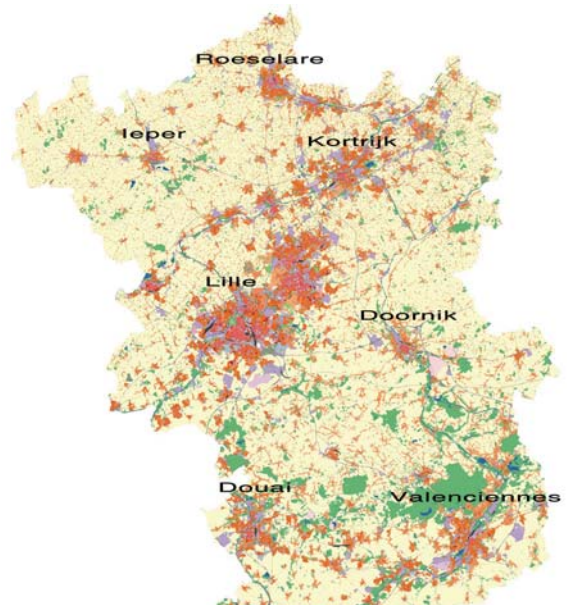 Roeselare
Ieper
Kortrijk
Lille
Doornik
Douai
Valenciennes